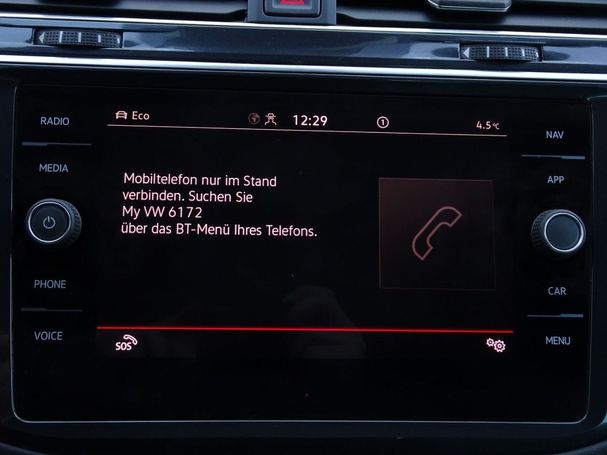 RADIO
MEDIA
PHONE
VOICE
Eco
12:29
1
4.5°C
Mobiltelefon nur im Stand
verbinden. Suchen Sie
My VW 6172
über das BT-Menü Ihres Telefons.
SOS
NAV
APP
CAR
MENU